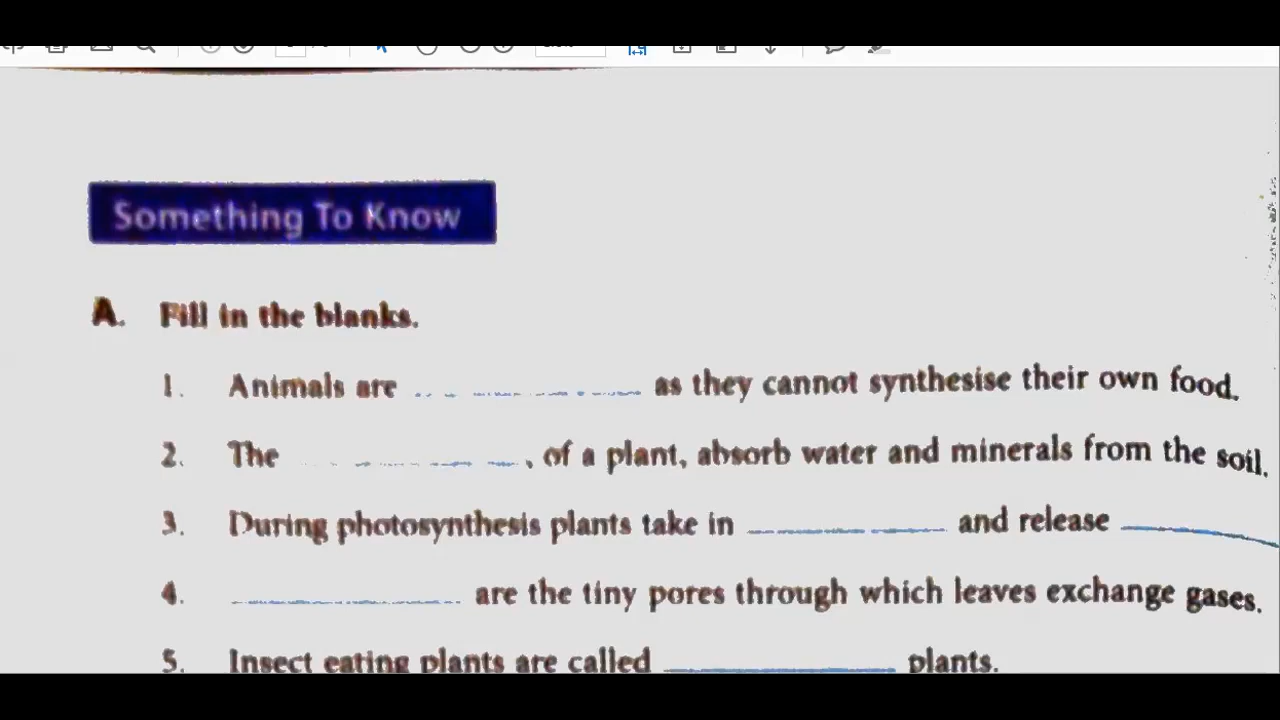 Something To Know
A. Fill in the blanks.
1. Animals are as they cannot synthesise their own food.
2. The , of a plant, absorb water and minerals from the soil.
3. During photosynthesis plants take in and release
4. are the tiny pores through which leaves exchange gases.
5. Insect eating plants are called plants.